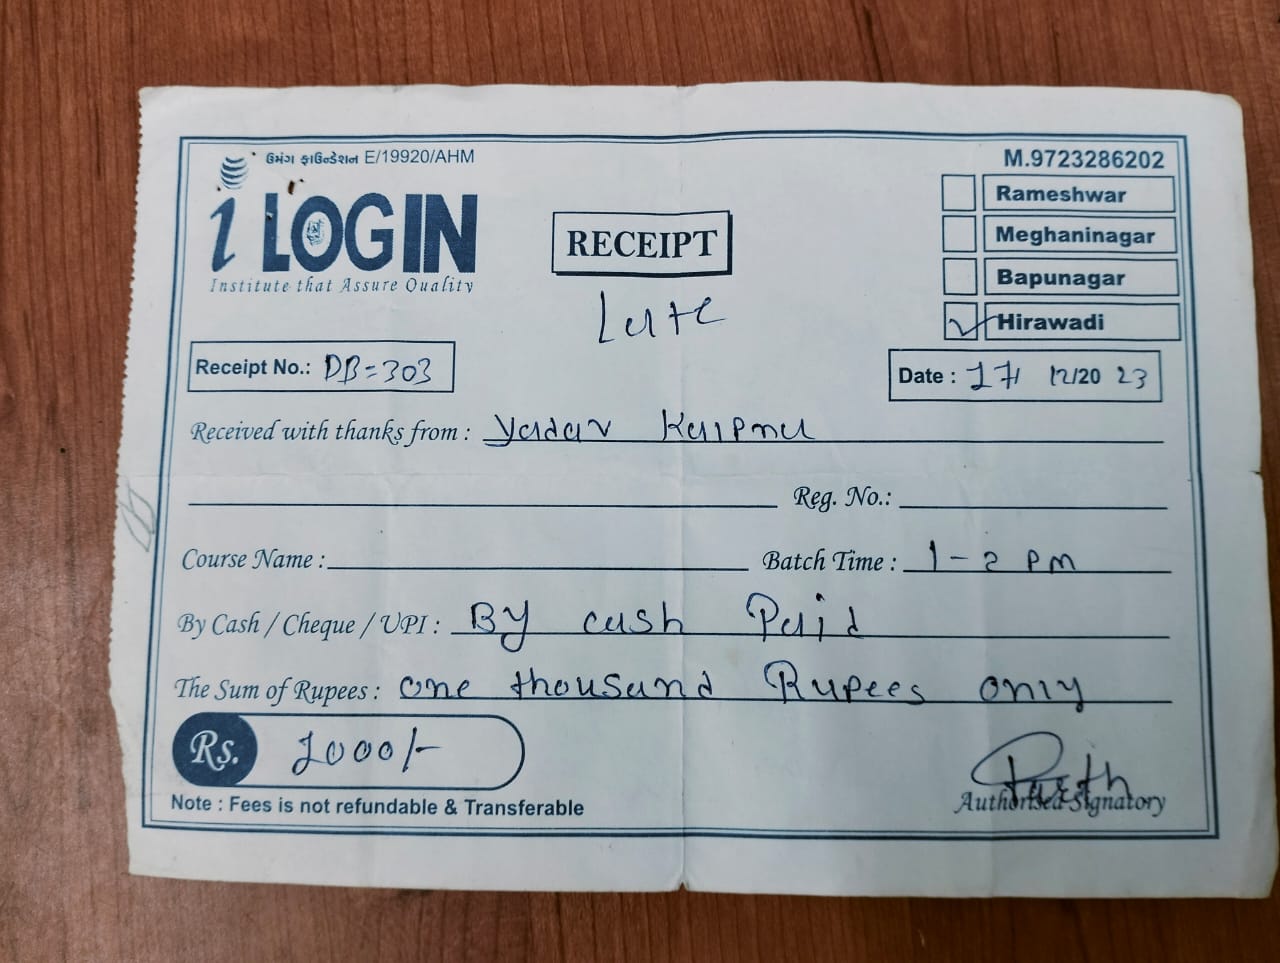 ઉમંગ ફાઉન્ડેશન E/19920/AHM
M.9723286202
i LOGIN
Institute that Assure Quality
RECEIPT
Late
Rameshwar
Meghaninagar
Bapunagar
Hirawadi
Receipt No.: DB=303
Date : 17/ 12/20 23
Received with thanks from : Yadav
Reg. No.:
Course Name :
Batch Time : 1 - 2 PM
By Cash / Cheque / UPI : By cash Paid
The Sum of Rupees : one thousand Rupees only
Rs. 1000/-
Parth
Note : Fees is not refundable & Transferable
Authorised Signatory